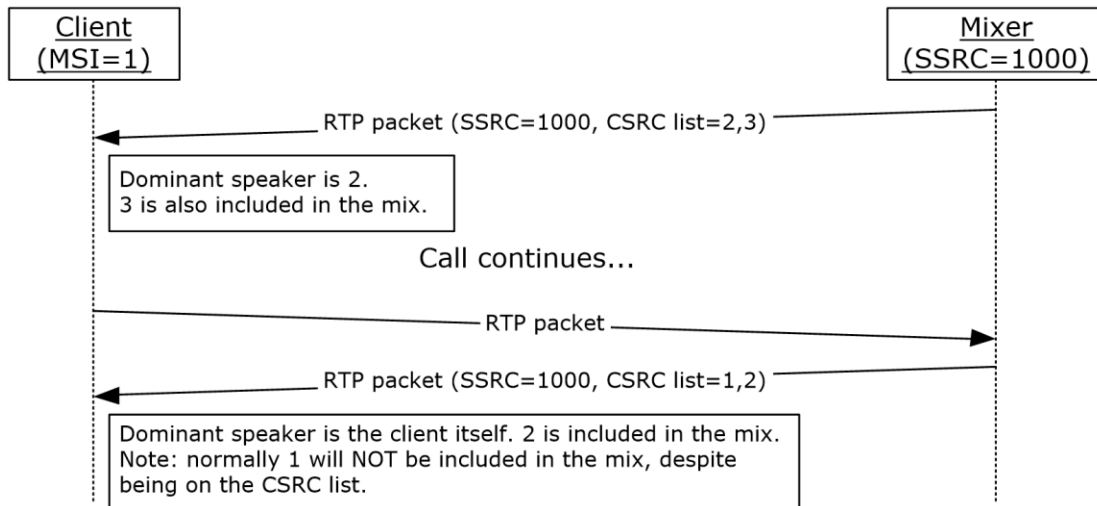 Client
(MSI=1)
Mixer
(SSRC=1000)
RTP packet (SSRC=1000, CSRC list=2,3)
Dominant speaker is 2.
3 is also included in the mix.
Call continues...
RTP packet
RTP packet (SSRC=1000, CSRC list=1,2)
Dominant speaker is the client itself. 2 is included in the mix.
Note: normally 1 will NOT be included in the mix, despite
being on the CSRC list.